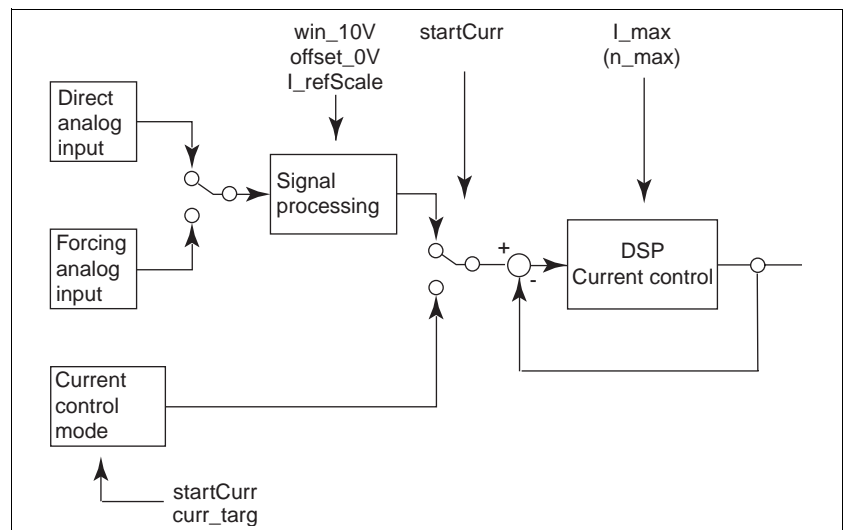 win_10V
offset_0V
I_refScale
startCurr
I_max
(n_max)
Direct
analog
input
Signal
processing
Forcing
analog
input
+
-
DSP
Current control
Current
control
mode
startCurr
curr_targ